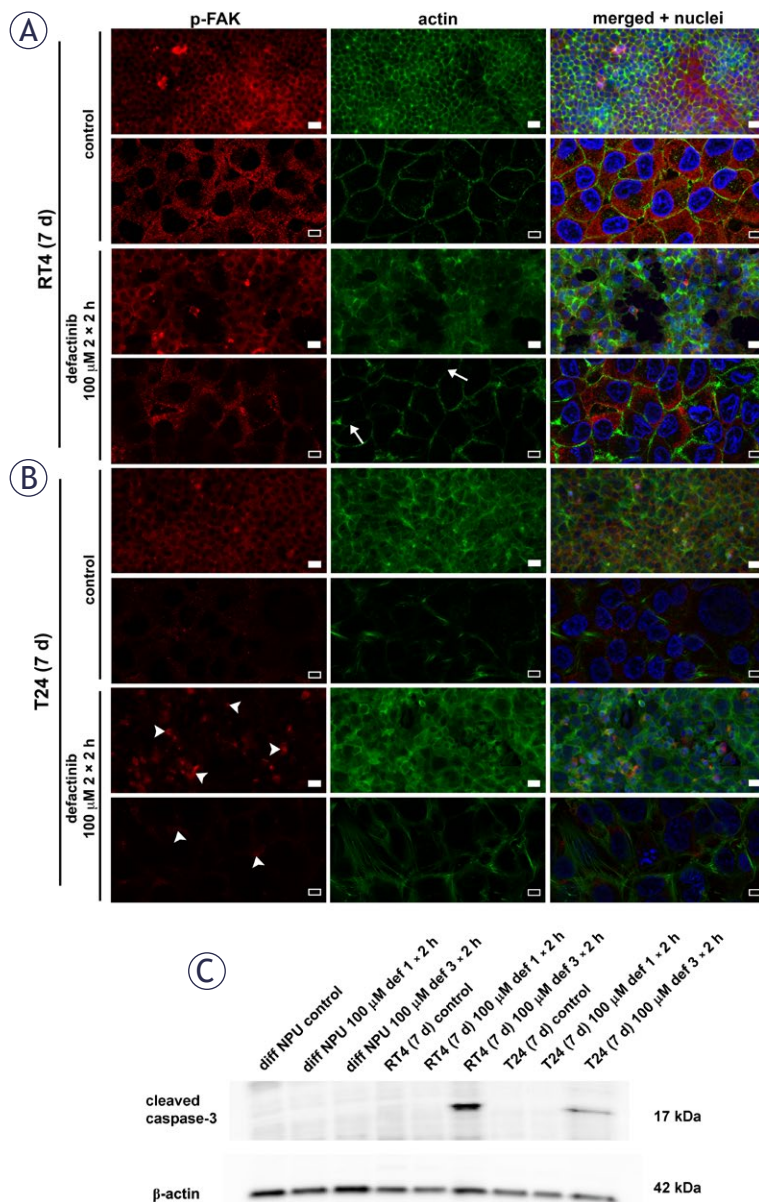 A
p-FAK
actin
merged + nuclei
RT4 (7 d)
control
defactinib
100 µM 2 × 2 h
B
T24 (7 d)
control
defactinib
100 µM 2 × 2 h
C
diff NPU control
diff NPU 100 µM def 1 × 2 h
diff NPU 100 µM def 3 × 2 h
RT4 (7 d) control
RT4 (7 d) 100 µM def 1 × 2 h
RT4 (7 d) 100 µM def 3 × 2 h
T24 (7 d) control
T24 (7 d) 100 µM def 1 × 2 h
T24 (7 d) 100 µM def 3 × 2 h
cleaved
caspase-3
17 kDa
β-actin
42 kDa